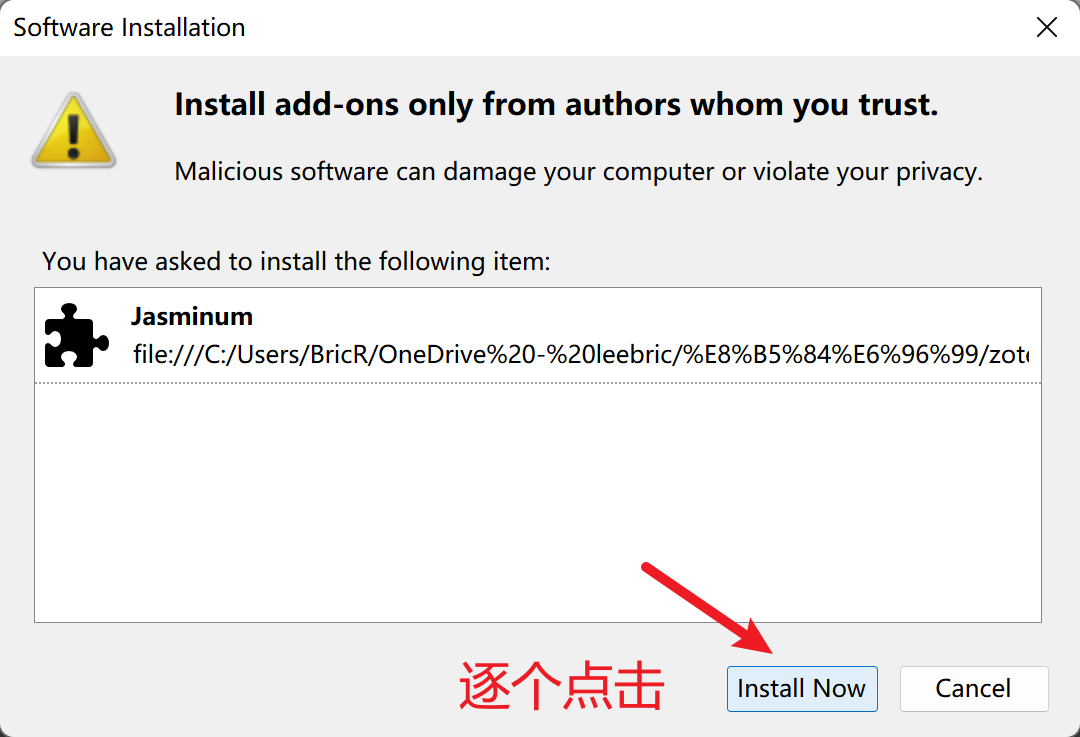 Software Installation
Install add-ons only from authors whom you trust.
Malicious software can damage your computer or violate your privacy.
You have asked to install the following item:
Jasminum
file:///C:/Users/BricR/OneDrive%20-%20leebric/%E8%B5%84%E6%96%99/zote
逐个点击
Install Now
Cancel